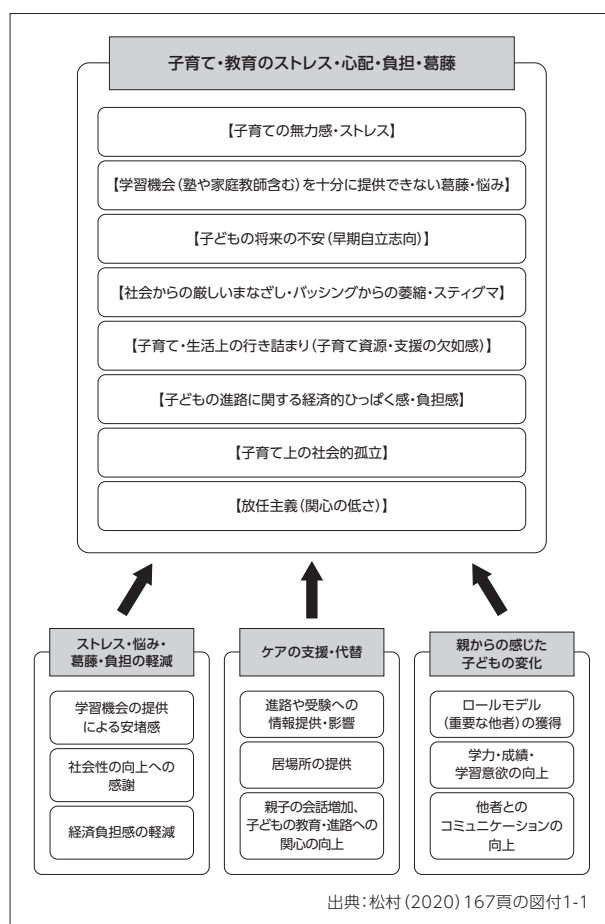 子育て・教育のストレス・心配・負担・葛藤
【子育ての無力感・ストレス】
【学習機会(塾や家庭教師含む)を十分に提供できない葛藤・悩み】
【子どもの将来の不安(早期自立志向)】
【社会からの厳しいまなざし・バッシングからの萎縮・スティグマ】
【子育て・生活上の行き詰まり(子育て資源・支援の欠如感)】
【子どもの進路に関する経済的ひっぱく感・負担感】
【子育て上の社会的孤立】
【放任主義(関心の低さ)】
ストレス・悩み・
葛藤・負担の軽減
学習機会の提供
による安堵感
社会性の向上への
感謝
経済負担感の軽減
ケアの支援・代替
進路や受験への
情報提供・影響
居場所の提供
親子の会話増加、
子どもの教育・進路への
関心の向上
親からの感じた
子どもの変化
ロールモデル
(重要な他者)の獲得
学力・成績・
学習意欲の向上
他者との
コミュニケーションの
向上
出典:松村(2020)167頁の図付1-1